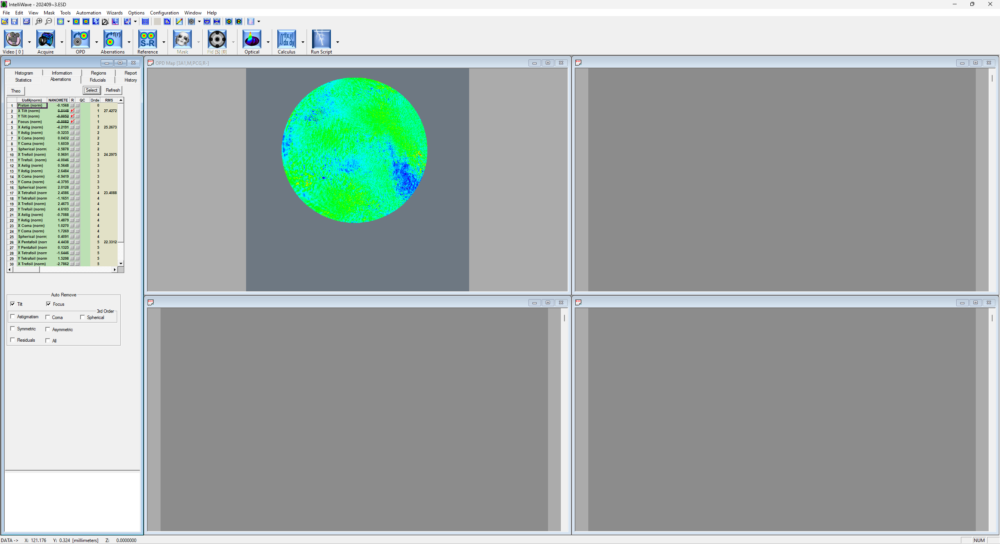 IntelliWave - 202409~3.ESD
File Edit View Mask Tools Automation Wizards Options Configuration Window Help
Video [ 0 ] Acquire OPD Aberrations Reference Mask Fid (S) [0] Optical Calculus Run Script
OPD Map [3A1,M,PCG,R-]
Histogram Information Regions Report
Statistics Aberrations Fiducials History
Theo Select Refresh
UofA(norm) NANOMETE R QC Orde RMS
1 Piston (norm) -0.1568 0
2 X Tilt (norm) 0.0148 1 27.4272
3 Y Tilt (norm) -0.0052 1
4 Focus (norm) -0.0082 1
5 X Astig (norm) -4.2191 2 25.2673
6 Y Astig (norm) -9.3235 2
7 X Coma (norm) 0.0432 2
8 Y Coma (norm) 1.6039 2
9 Spherical (norm -2.5878 2
10 X Trefoil (norm) 0.9691 3 24.2975
11 Y Trefoil. (norm) -4.0046 3
12 X Astig (norm) 0.5648 3
13 Y Astig (norm) 2.6484 3
14 X Coma (norm) -0.9419 3
15 Y Coma (norm) -4.3795 3
16 Spherical (norm 2.0128 3
17 X Tetrafoil (norm 2.4586 4 23.4088
18 Y Tetrafoil (norm -1.1651 4
19 X Trefoil (norm) 2.4675 4
20 Y Trefoil (norm) 4.6103 4
21 X Astig (norm) -0.7088 4
22 Y Astig (norm) 1.4879 4
23 X Coma (norm) 1.0270 4
24 Y Coma (norm) 1.7269 4
25 Spherical (norm 0.4091 4
26 X Pentafoil (norr 4.4438 5 22.3312
27 Y Pentafoil (norn 0.1325 5
28 X Tetrafoil (norm -1.6446 5
29 Y Tetrafoil (norm 1.5298 5
30 X Trefoil (norm) -2.7862 5
Auto Remove
Tilt Focus
3rd Order
Astigmatism Coma Spherical
Symmetric Asymmetric
Residuals All
DATA -> X: 121.176 Y: 0.324 [millimeters] Z: 0.0000000 NUM